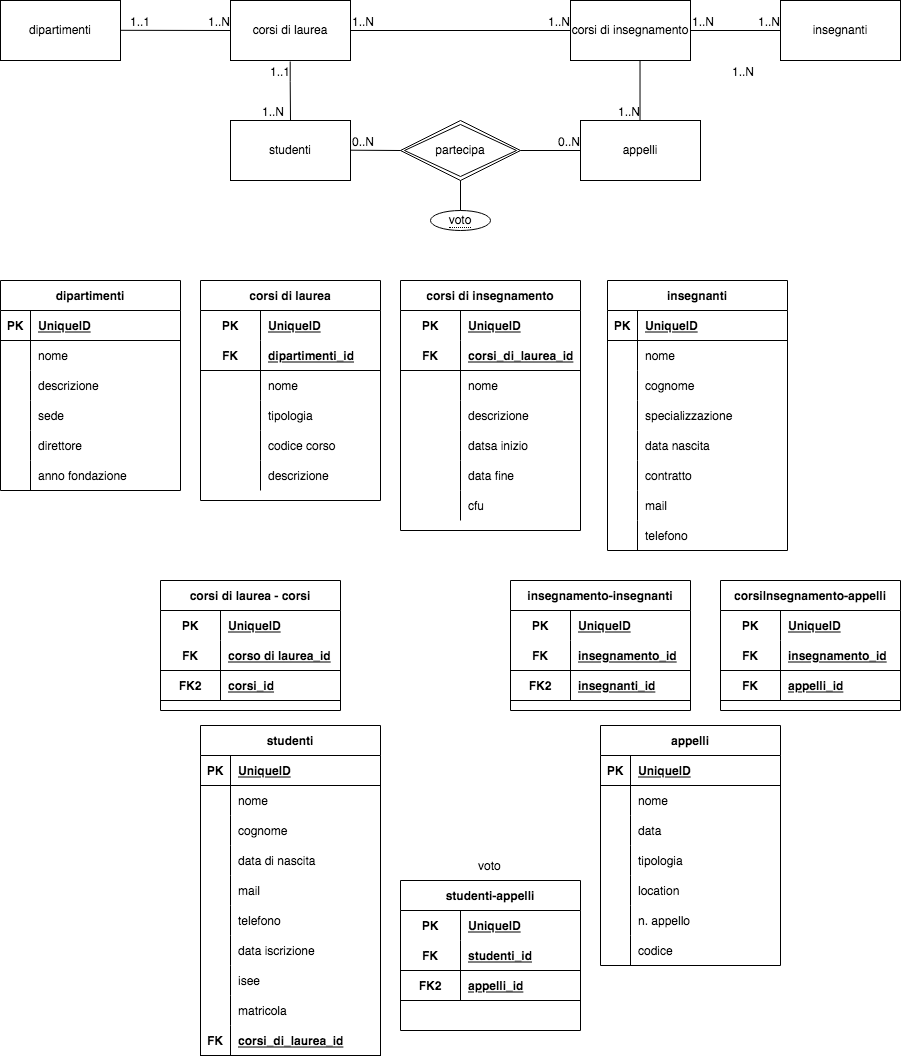 dipartimenti
1..1
1..N
corsi di laurea
1..N
1..N
corsi di insegnamento
1..N
1..N
insegnanti
1..1
1..N
1..N
1..N
studenti
0..N
partecipa
0..N
appelli
voto
dipartimenti
PK UniqueID
nome
descrizione
sede
direttore
anno fondazione
corsi di laurea
PK UniqueID
FK dipartimenti_id
nome
tipologia
codice corso
descrizione
corsi di insegnamento
PK UniqueID
FK corsi_di_laurea_id
nome
descrizione
datsa inizio
data fine
cfu
insegnanti
PK UniqueID
nome
cognome
specializzazione
data nascita
contratto
mail
telefono
corsi di laurea - corsi
PK UniqueID
FK corso di laurea_id
FK2 corsi_id
insegnamento-insegnanti
PK UniqueID
FK insegnamento_id
FK2 insegnanti_id
corsiInsegnamento-appelli
PK UniqueID
FK insegnamento_id
FK appelli_id
studenti
PK UniqueID
nome
cognome
data di nascita
mail
telefono
data iscrizione
isee
matricola
FK corsi_di_laurea_id
voto
studenti-appelli
PK UniqueID
FK studenti_id
FK2 appelli_id
appelli
PK UniqueID
nome
data
tipologia
location
n. appello
codice